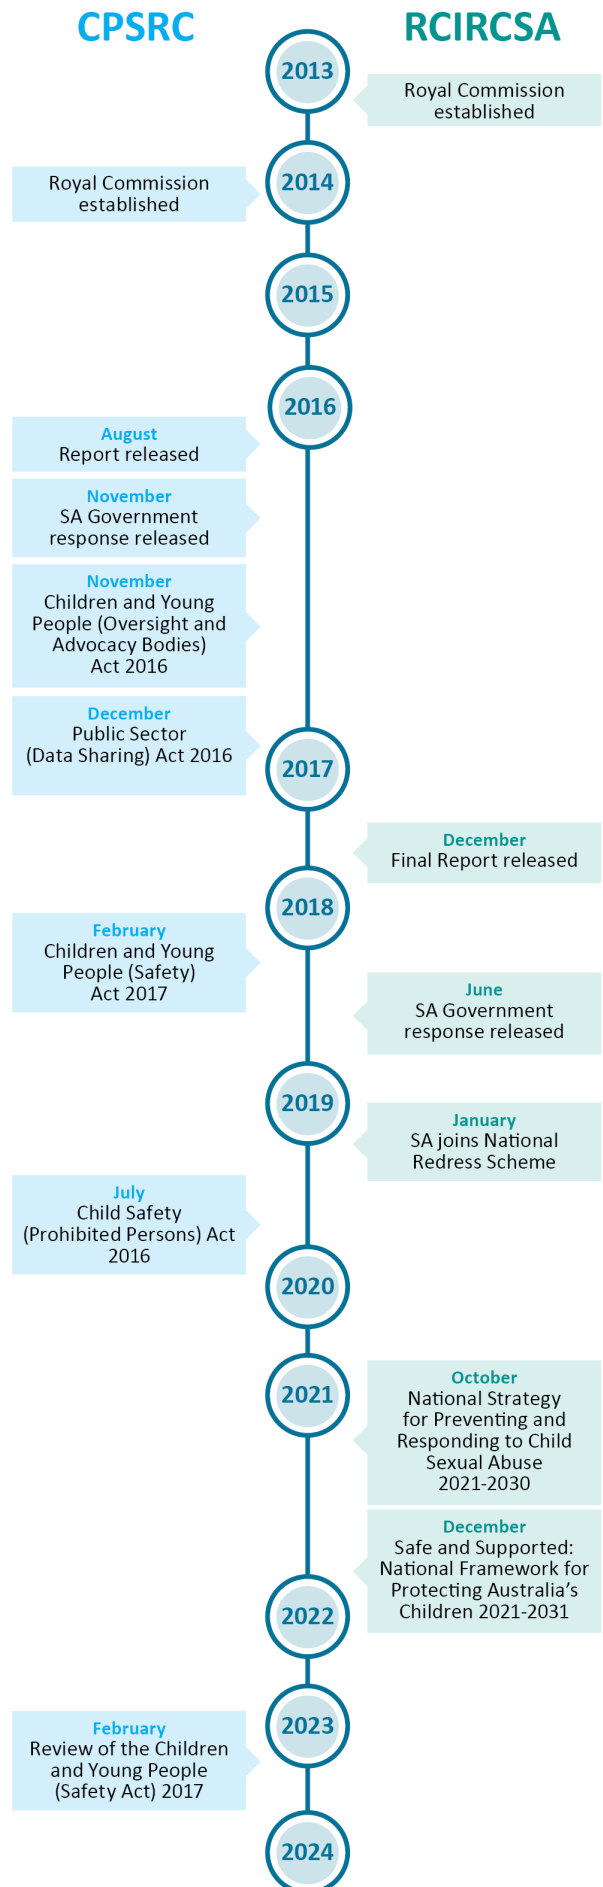 CPSRC
RCIRCSA
2013
Royal Commission
established
2014
Royal Commission
established
2015
2016
August
Report released
November
SA Government
response released
November
Children and Young
People (Oversight and
Advocacy Bodies)
Act 2016
December
Public Sector
(Data Sharing) Act 2016
2017
December
Final Report released
2018
February
Children and Young
People (Safety)
Act 2017
June
SA Government
response released
2019
January
SA joins National
Redress Scheme
July
Child Safety
(Prohibited Persons) Act
2016
2020
2021
October
National Strategy
for Preventing and
Responding to Child
Sexual Abuse
2021-2030
December
Safe and Supported:
National Framework for
Protecting Australia’s
Children 2021-2031
2022
2023
February
Review of the Children
and Young People
(Safety Act) 2017
2024